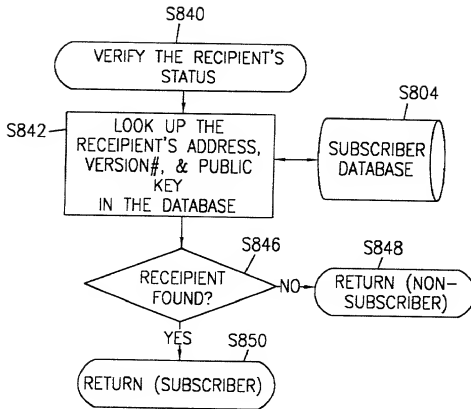 S840
VERIFY THE RECIPIENT'S
STATUS
S804
S842
LOOK UP THE
RECEIPIENT'S ADDRESS,
VERSION#, & PUBLIC
KEY
IN THE DATABASE
SUBSCRIBER
DATABASE
S846
S848
RECEIPIENT
FOUND?
NO
RETURN (NON-
SUBSCRIBER)
YES
S850
RETURN (SUBSCRIBER)